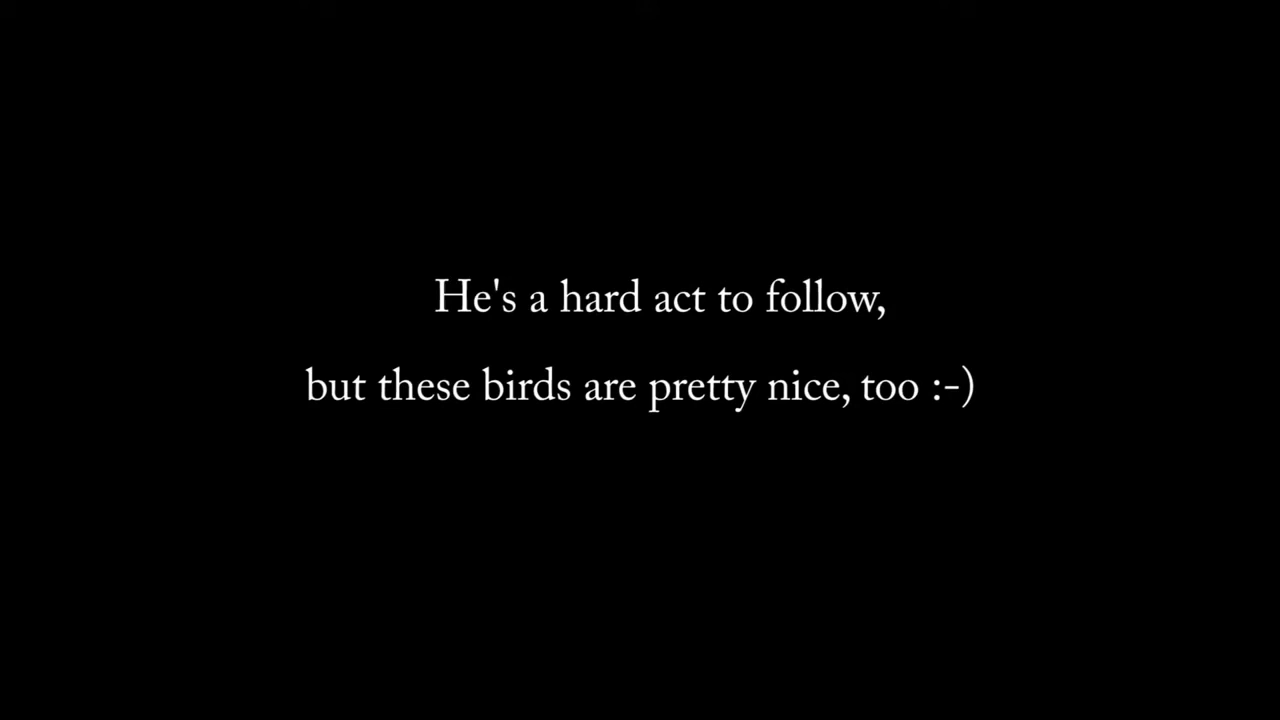 He's a hard act to follow,
but these birds are pretty nice, too :-)